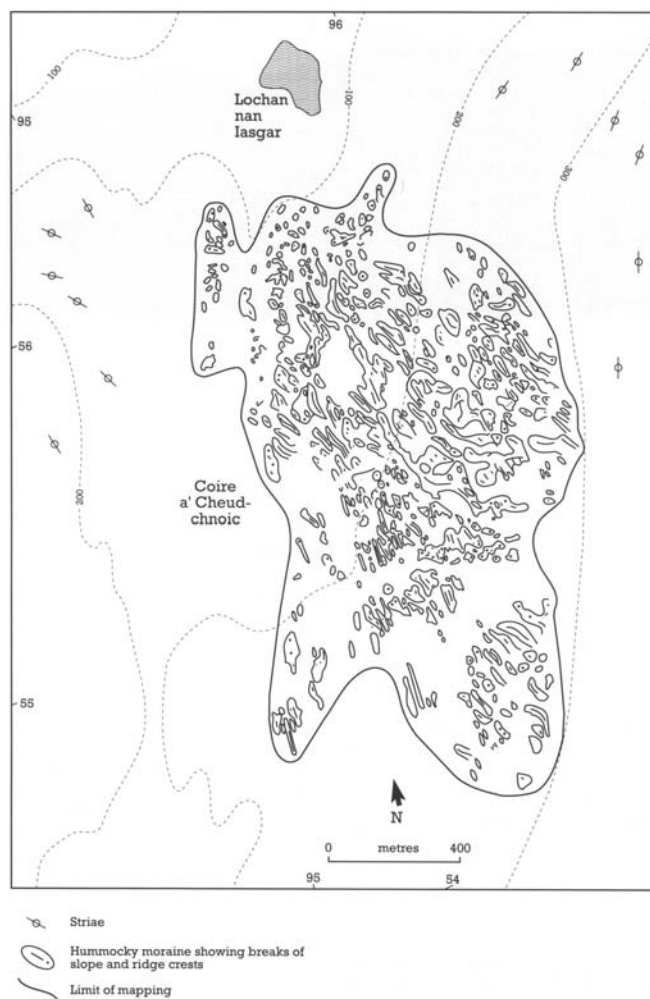 96
100
Lochan
nan
Iasgar
100
200
95
300
56
200
Coire
a' Cheud-
chnoic
55
N
0 metres 400
95
54
Striae
Hummocky moraine showing breaks of
slope and ridge crests
Limit of mapping